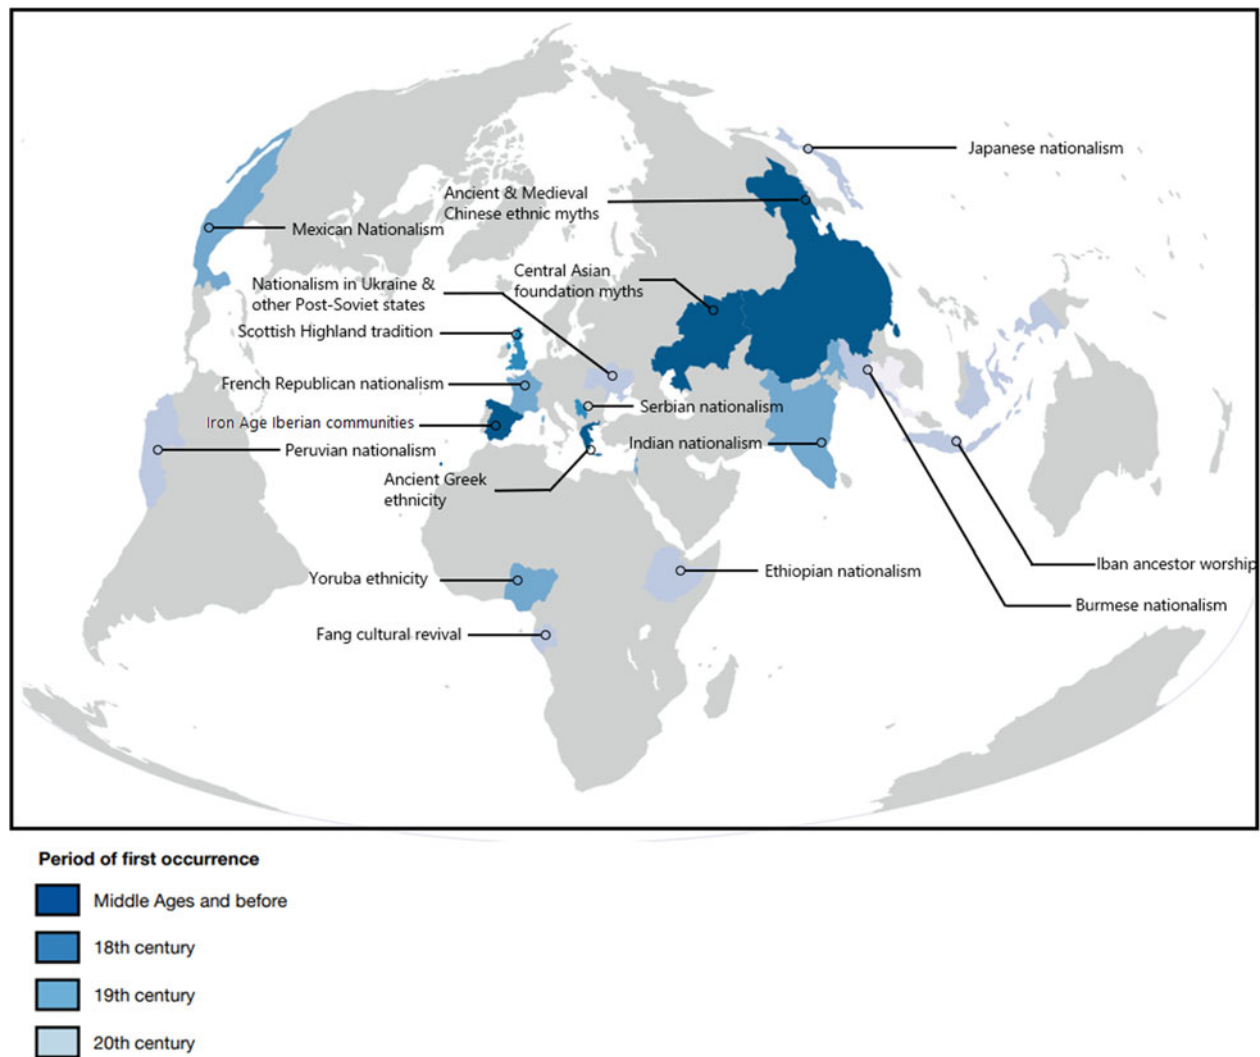 Japanese nationalism
Ancient & Medieval
Chinese ethnic myths
Mexican Nationalism
Central Asian
foundation myths
Nationalism in Ukraine &
other Post-Soviet states
Scottish Highland tradition
French Republican nationalism
Serbian nationalism
Iron Age Iberian communities
Indian nationalism
Peruvian nationalism
Ancient Greek
ethnicity
Iban ancestor worship
Ethiopian nationalism
Yoruba ethnicity
Burmese nationalism
Fang cultural revival
Period of first occurrence
Middle Ages and before
18th century
19th century
20th century